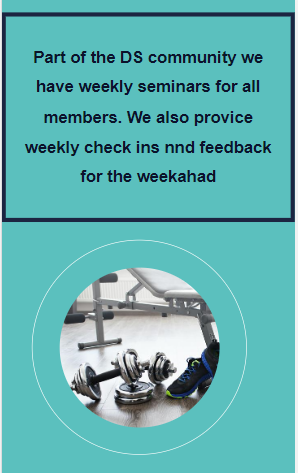 Part of the DS community we
have weekly seminars for all
members. We also provice
weekly check ins nnd feedback
for the weekahad